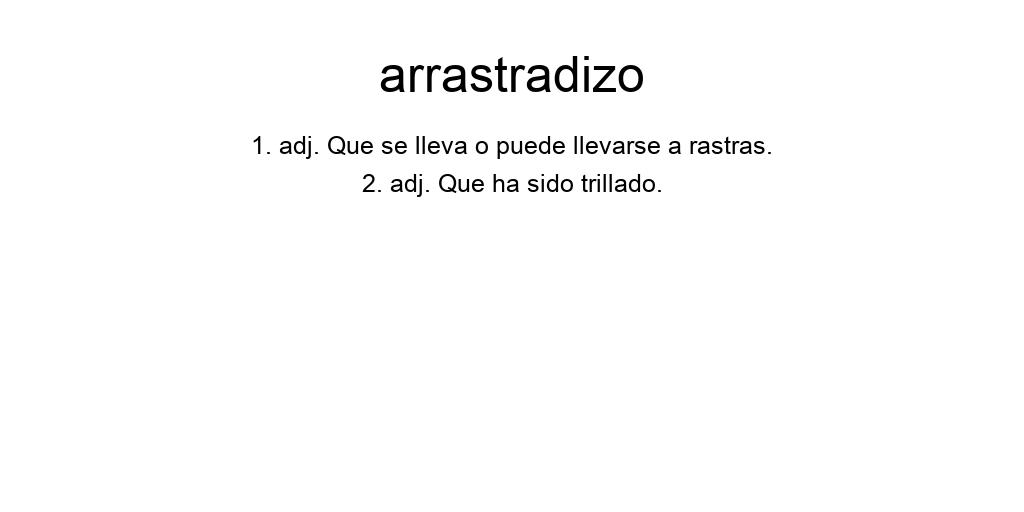 arrastradizo
1. adj. Que se lleva o puede llevarse a rastras.
2. adj. Que ha sido trillado.